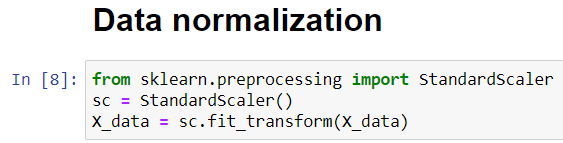 Data normalization
In [8]: from sklearn.preprocessing import StandardScaler
sc = StandardScaler()
X_data = sc.fit_transform(X_data)